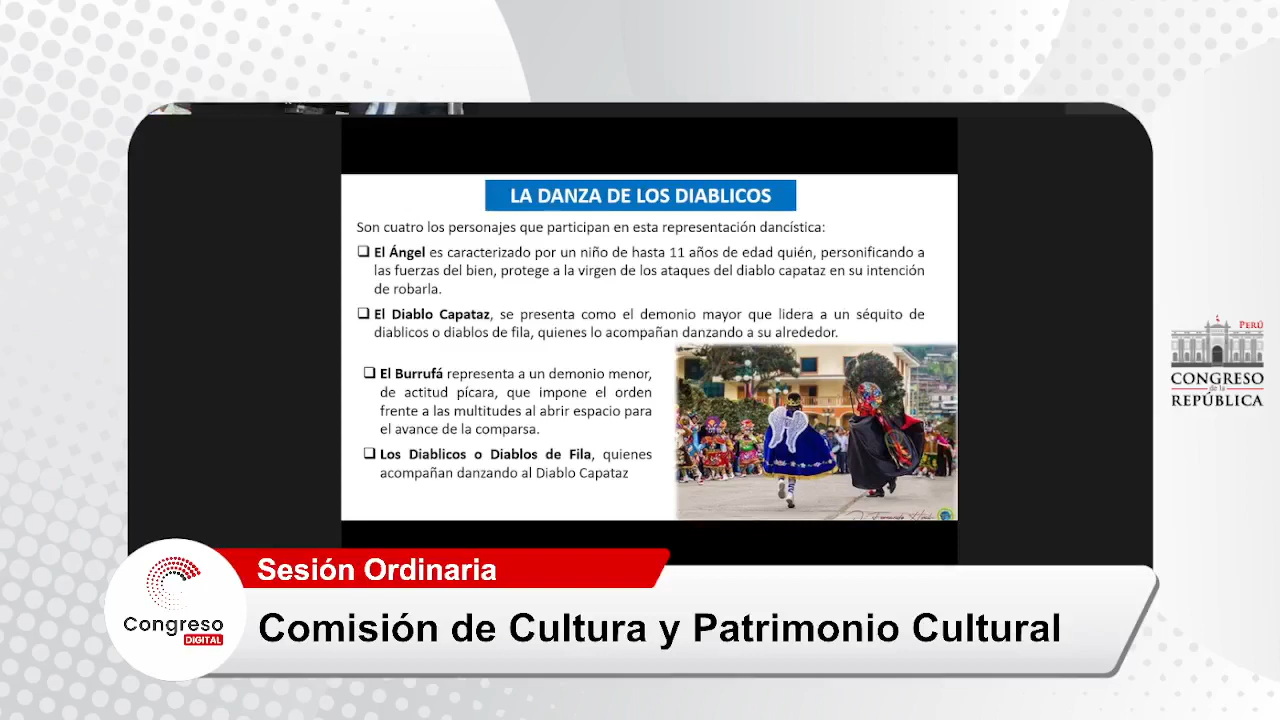 LA DANZA DE LOS DIABLICOS
Son cuatro los personajes que participan en esta representación dancística:
❑ El Ángel es caracterizado por un niño de hasta 11 años de edad quién, personificando a
las fuerzas del bien, protege a la virgen de los ataques del diablo capataz en su intención
de robarla.
❑ El Diablo Capataz, se presenta como el demonio mayor que lidera a un séquito de
diablicos o diablos de fila, quienes lo acompañan danzando a su alrededor.
❑ El Burrufá representa a un demonio menor,
de actitud pícara, que impone el orden
frente a las multitudes al abrir espacio para
el avance de la comparsa.
❑ Los Diablicos o Diablos de Fila, quienes
acompañan danzando al Diablo Capataz
PERÚ
CONGRESO
de la
REPÚBLICA
Sesión Ordinaria
Congreso
DIGITAL
Comisión de Cultura y Patrimonio Cultural